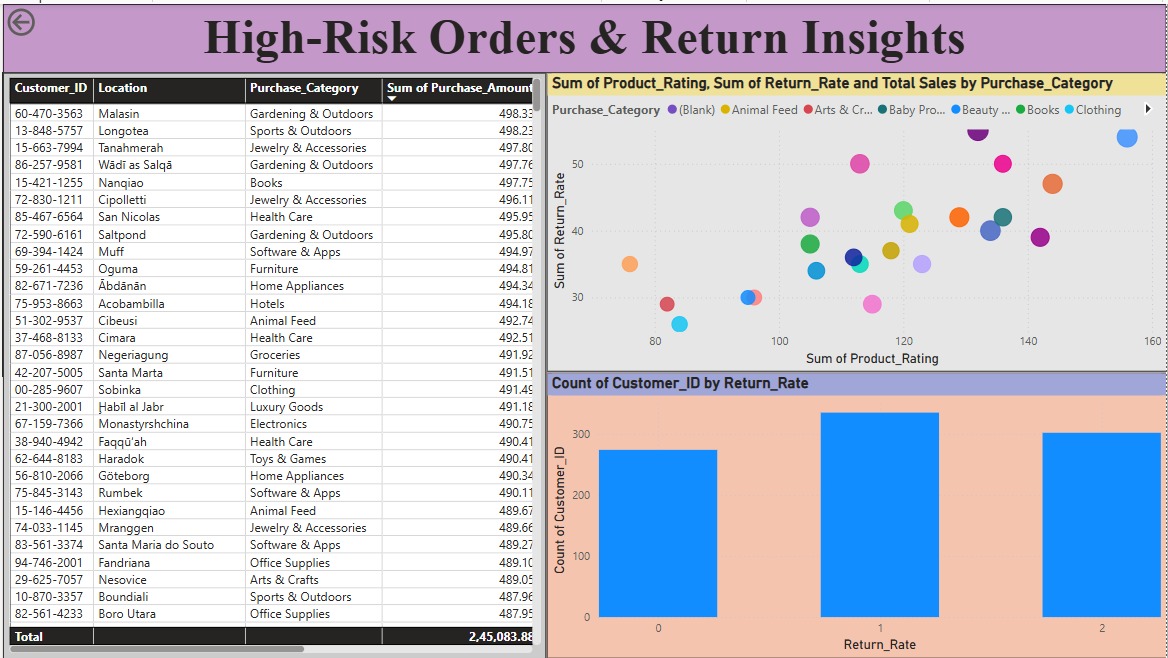 High-Risk Orders & Return Insights
Customer_ID Location Purchase_Category Sum of Purchase_Amount
60-470-3563 Malasin Gardening & Outdoors 498.33
13-848-5757 Longotea Sports & Outdoors 498.23
15-663-7994 Tanahmerah Jewelry & Accessories 497.80
86-257-9581 Wādī as Salqā Gardening & Outdoors 497.76
15-421-1255 Nanqiao Books 497.75
72-830-1211 Cipolletti Jewelry & Accessories 496.11
85-467-6564 San Nicolas Health Care 495.95
72-590-6161 Saltpond Gardening & Outdoors 495.80
69-394-1424 Muff Software & Apps 494.97
59-261-4453 Oguma Furniture 494.81
82-671-7236 Ābdānān Home Appliances 494.34
75-953-8663 Acobambilla Hotels 494.18
51-302-9537 Cibeusi Animal Feed 492.74
37-468-8133 Cimara Health Care 492.51
87-056-8987 Negeriagung Groceries 491.92
42-207-5005 Santa Marta Furniture 491.51
00-285-9607 Sobinka Clothing 491.49
21-300-2001 Ḩabīl al Jabr Luxury Goods 491.18
67-159-7366 Monastyrshchina Electronics 490.75
38-940-4942 Faqqū‘ah Health Care 490.41
62-644-8183 Haradok Toys & Games 490.41
56-810-2066 Göteborg Home Appliances 490.34
75-845-3143 Rumbek Software & Apps 490.11
15-146-4456 Hexiangqiao Animal Feed 489.67
74-033-1145 Mranggen Jewelry & Accessories 489.66
83-561-3374 Santa Maria do Souto Software & Apps 489.27
94-746-2001 Fandriana Office Supplies 489.10
29-625-7057 Nesovice Arts & Crafts 489.05
10-870-3357 Boundiali Sports & Outdoors 487.96
82-561-4233 Boro Utara Office Supplies 487.95
Total 2,45,083.88
Sum of Product_Rating, Sum of Return_Rate and Total Sales by Purchase_Category
Purchase_Category (Blank) Animal Feed Arts & Cr... Baby Pro... Beauty ... Books Clothing
Sum of Return_Rate
50
40
30
80 100 120 140 160
Sum of Product_Rating
Count of Customer_ID by Return_Rate
Count of Customer_ID
300
200
100
0
0 1 2
Return_Rate